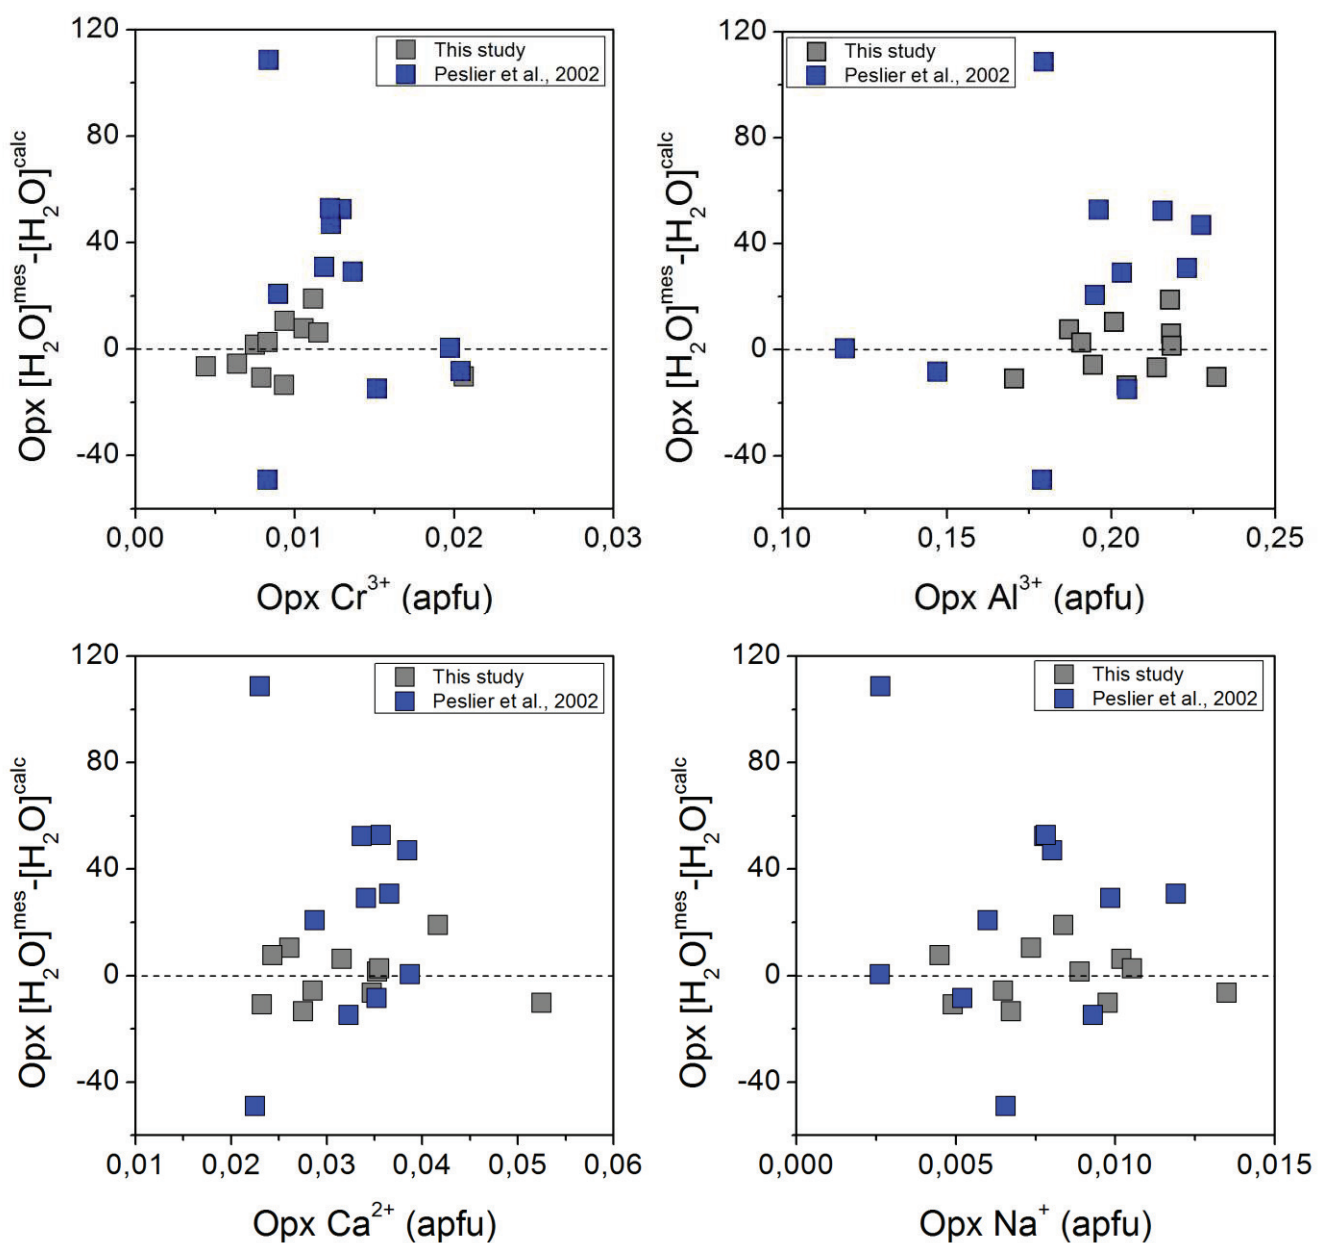 120
80
40
0
-40
Opx [H₂O]ᵐᵉˢ-[H₂O]ᶜᵃˡᶜ
This study
Peslier et al., 2002
0,00
0,01
0,02
0,03
Opx Cr³⁺ (apfu)
120
80
40
0
-40
Opx [H₂O]ᵐᵉˢ-[H₂O]ᶜᵃˡᶜ
This study
Peslier et al., 2002
0,10
0,15
0,20
0,25
Opx Al³⁺ (apfu)
120
80
40
0
-40
Opx [H₂O]ᵐᵉˢ-[H₂O]ᶜᵃˡᶜ
This study
Peslier et al., 2002
0,01
0,02
0,03
0,04
0,05
0,06
Opx Ca²⁺ (apfu)
120
80
40
0
-40
Opx [H₂O]ᵐᵉˢ-[H₂O]ᶜᵃˡᶜ
This study
Peslier et al., 2002
0,000
0,005
0,010
0,015
Opx Na⁺ (apfu)